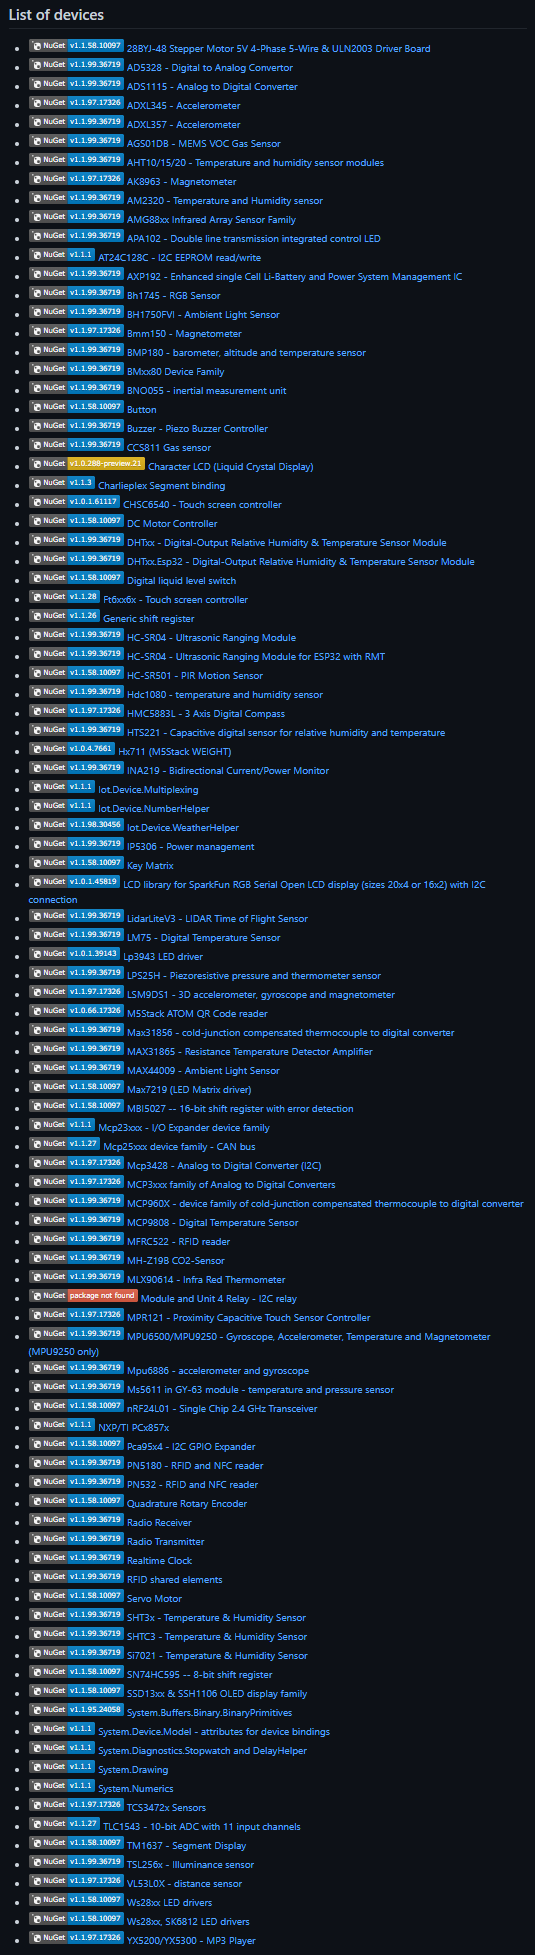 List of devices
NuGet v1.1.58.10097 28BYJ-48 Stepper Motor 5V 4-Phase 5-Wire & ULN2003 Driver Board
NuGet v1.1.99.36719 AD5328 - Digital to Analog Convertor
NuGet v1.1.99.36719 ADS1115 - Analog to Digital Converter
NuGet v1.1.97.17326 ADXL345 - Accelerometer
NuGet v1.1.99.36719 ADXL357 - Accelerometer
NuGet v1.1.99.36719 AGS01DB - MEMS VOC Gas Sensor
NuGet v1.1.99.36719 AHT10/15/20 - Temperature and humidity sensor modules
NuGet v1.1.97.17326 AK8963 - Magnetometer
NuGet v1.1.99.36719 AM2320 - Temperature and Humidity sensor
NuGet v1.1.99.36719 AMG88xx Infrared Array Sensor Family
NuGet v1.1.99.36719 APA102 - Double line transmission integrated control LED
NuGet v1.1.1 AT24C128C - I2C EEPROM read/write
NuGet v1.1.99.36719 AXP192 - Enhanced single Cell Li-Battery and Power System Management IC
NuGet v1.1.99.36719 Bh1745 - RGB Sensor
NuGet v1.1.99.36719 BH1750FVI - Ambient Light Sensor
NuGet v1.1.97.17326 Bmm150 - Magnetometer
NuGet v1.1.99.36719 BMP180 - barometer, altitude and temperature sensor
NuGet v1.1.99.36719 BMxx80 Device Family
NuGet v1.1.99.36719 BNO055 - inertial measurement unit
NuGet v1.1.58.10097 Button
NuGet v1.1.99.36719 Buzzer - Piezo Buzzer Controller
NuGet v1.1.99.36719 CCS811 Gas sensor
NuGet v1.0.288-preview.21 Character LCD (Liquid Crystal Display)
NuGet v1.1.3 Charlieplex Segment binding
NuGet v1.0.1.61117 CHSC6540 - Touch screen controller
NuGet v1.1.58.10097 DC Motor Controller
NuGet v1.1.99.36719 DHTxx - Digital-Output Relative Humidity & Temperature Sensor Module
NuGet v1.1.99.36719 DHTxx.Esp32 - Digital-Output Relative Humidity & Temperature Sensor Module
NuGet v1.1.58.10097 Digital liquid level switch
NuGet v1.1.28 Ft6xx6x - Touch screen controller
NuGet v1.1.26 Generic shift register
NuGet v1.1.99.36719 HC-SR04 - Ultrasonic Ranging Module
NuGet v1.1.99.36719 HC-SR04 - Ultrasonic Ranging Module for ESP32 with RMT
NuGet v1.1.58.10097 HC-SR501 - PIR Motion Sensor
NuGet v1.1.99.36719 Hdc1080 - temperature and humidity sensor
NuGet v1.1.97.17326 HMC5883L - 3 Axis Digital Compass
NuGet v1.1.99.36719 HTS221 - Capacitive digital sensor for relative humidity and temperature
NuGet v1.0.4.7661 Hx711 (M5Stack WEIGHT)
NuGet v1.1.99.36719 INA219 - Bidirectional Current/Power Monitor
NuGet v1.1.1 Iot.Device.Multiplexing
NuGet v1.1.1 Iot.Device.NumberHelper
NuGet v1.1.98.30456 Iot.Device.WeatherHelper
NuGet v1.1.99.36719 IP5306 - Power management
NuGet v1.1.58.10097 Key Matrix
NuGet v1.0.1.45819 LCD library for SparkFun RGB Serial Open LCD display (sizes 20x4 or 16x2) with I2C
connection
NuGet v1.1.99.36719 LidarLiteV3 - LIDAR Time of Flight Sensor
NuGet v1.1.99.36719 LM75 - Digital Temperature Sensor
NuGet v1.0.1.39143 Lp3943 LED driver
NuGet v1.1.99.36719 LPS25H - Piezoresistive pressure and thermometer sensor
NuGet v1.1.97.17326 LSM9DS1 - 3D accelerometer, gyroscope and magnetometer
NuGet v1.0.66.17326 M5Stack ATOM QR Code reader
NuGet v1.1.99.36719 Max31856 - cold-junction compensated thermocouple to digital converter
NuGet v1.1.99.36719 MAX31865 - Resistance Temperature Detector Amplifier
NuGet v1.1.99.36719 MAX44009 - Ambient Light Sensor
NuGet v1.1.58.10097 Max7219 (LED Matrix driver)
NuGet v1.1.58.10097 MBI5027 -- 16-bit shift register with error detection
NuGet v1.1.1 Mcp23xxx - I/O Expander device family
NuGet v1.1.27 Mcp25xxx device family - CAN bus
NuGet v1.1.97.17326 Mcp3428 - Analog to Digital Converter (I2C)
NuGet v1.1.97.17326 MCP3xxx family of Analog to Digital Converters
NuGet v1.1.99.36719 MCP960X - device family of cold-junction compensated thermocouple to digital converter
NuGet v1.1.99.36719 MCP9808 - Digital Temperature Sensor
NuGet v1.1.99.36719 MFRC522 - RFID reader
NuGet v1.1.99.36719 MH-Z19B CO2-Sensor
NuGet v1.1.99.36719 MLX90614 - Infra Red Thermometer
NuGet package not found Module and Unit 4 Relay - I2C relay
NuGet v1.1.97.17326 MPR121 - Proximity Capacitive Touch Sensor Controller
NuGet v1.1.99.36719 MPU6500/MPU9250 - Gyroscope, Accelerometer, Temperature and Magnetometer
(MPU9250 only)
NuGet v1.1.99.36719 Mpu6886 - accelerometer and gyroscope
NuGet v1.1.99.36719 Ms5611 in GY-63 module - temperature and pressure sensor
NuGet v1.1.58.10097 nRF24L01 - Single Chip 2.4 GHz Transceiver
NuGet v1.1.1 NXP/TI PCx857x
NuGet v1.1.58.10097 Pca95x4 - I2C GPIO Expander
NuGet v1.1.99.36719 PN5180 - RFID and NFC reader
NuGet v1.1.99.36719 PN532 - RFID and NFC reader
NuGet v1.1.58.10097 Quadrature Rotary Encoder
NuGet v1.1.99.36719 Radio Receiver
NuGet v1.1.99.36719 Radio Transmitter
NuGet v1.1.99.36719 Realtime Clock
NuGet v1.1.99.36719 RFID shared elements
NuGet v1.1.58.10097 Servo Motor
NuGet v1.1.99.36719 SHT3x - Temperature & Humidity Sensor
NuGet v1.1.99.36719 SHTC3 - Temperature & Humidity Sensor
NuGet v1.1.99.36719 Si7021 - Temperature & Humidity Sensor
NuGet v1.1.58.10097 SN74HC595 -- 8-bit shift register
NuGet v1.1.58.10097 SSD13xx & SSH1106 OLED display family
NuGet v1.1.95.24058 System.Buffers.Binary.BinaryPrimitives
NuGet v1.1.1 System.Device.Model - attributes for device bindings
NuGet v1.1.1 System.Diagnostics.Stopwatch and DelayHelper
NuGet v1.1.1 System.Drawing
NuGet v1.1.1 System.Numerics
NuGet v1.1.97.17326 TCS3472x Sensors
NuGet v1.1.27 TLC1543 - 10-bit ADC with 11 input channels
NuGet v1.1.58.10097 TM1637 - Segment Display
NuGet v1.1.99.36719 TSL256x - Illuminance sensor
NuGet v1.1.97.17326 VL53L0X - distance sensor
NuGet v1.1.58.10097 Ws28xx LED drivers
NuGet v1.1.58.10097 Ws28xx, SK6812 LED drivers
NuGet v1.1.97.17326 YX5200/YX5300 - MP3 Player